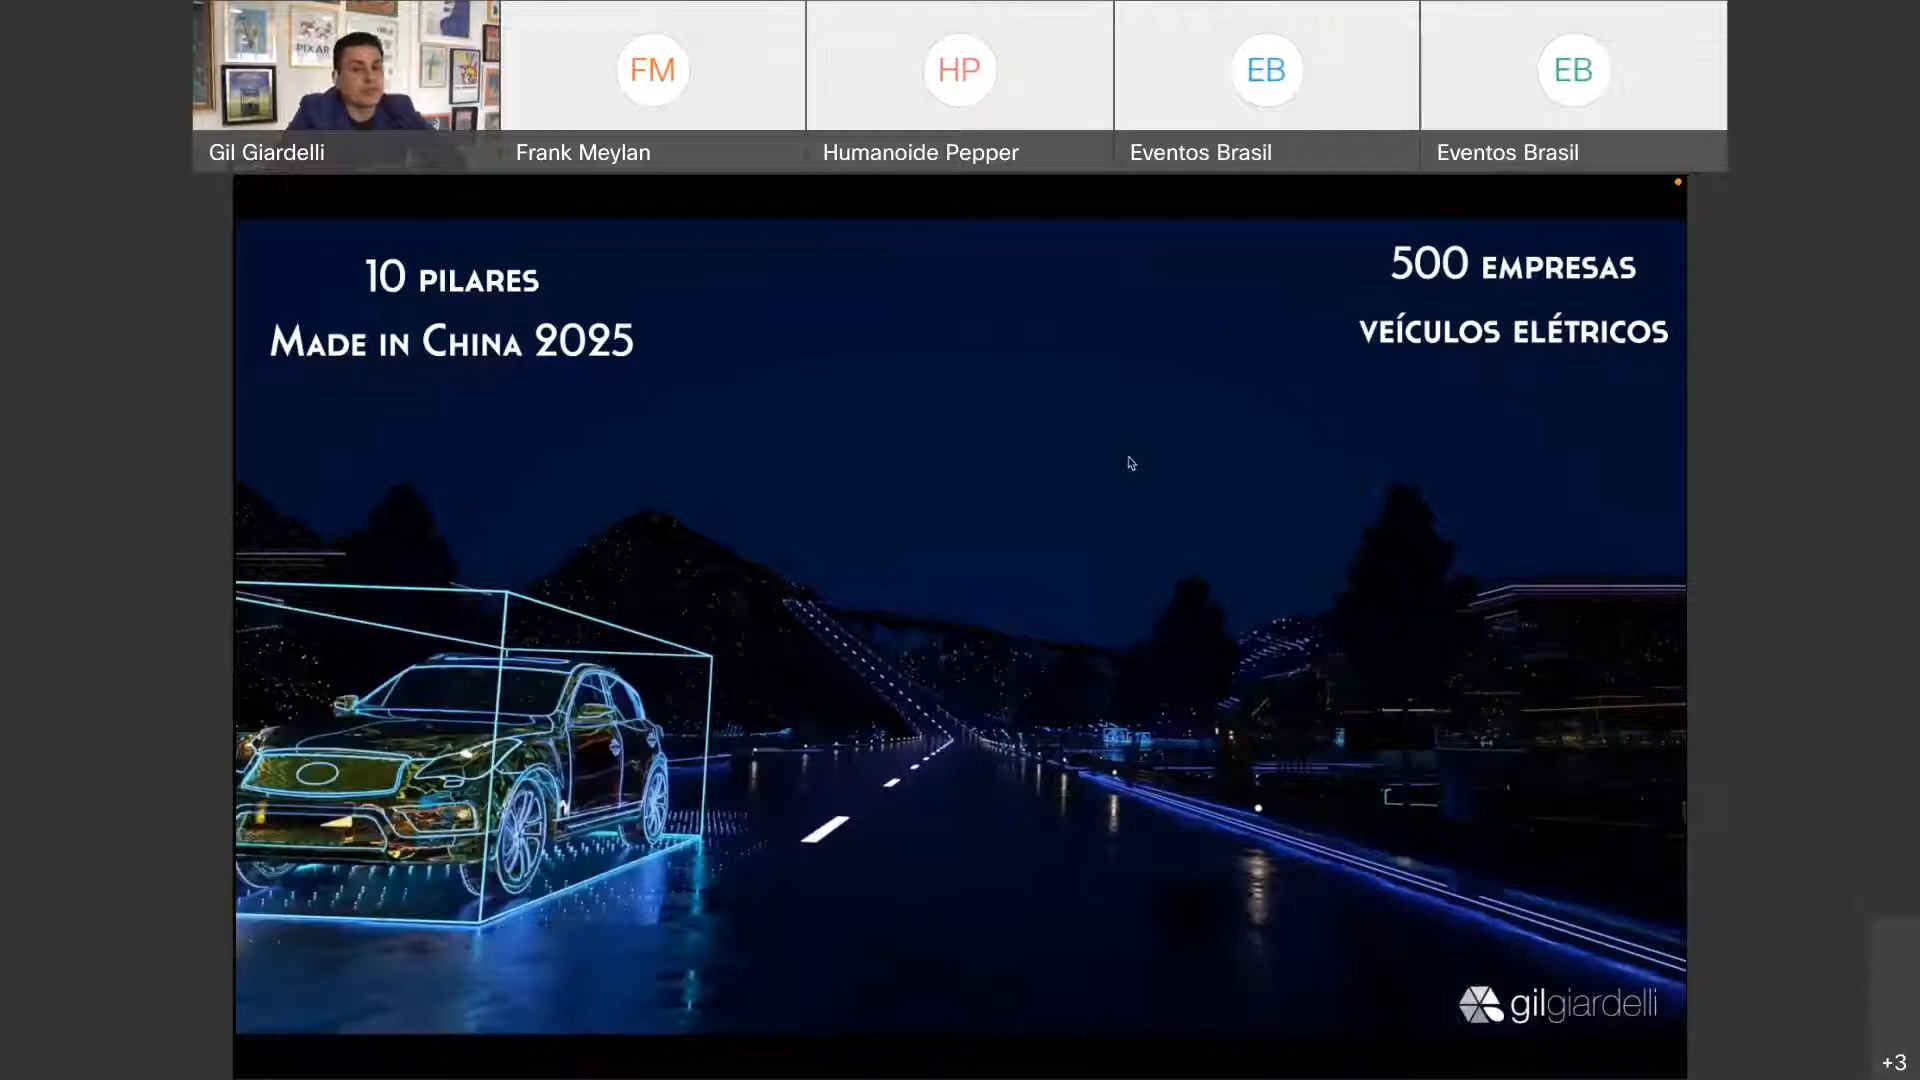 PIXAR
FM
HP
EB
EB
Gil Giardelli
Frank Meylan
Humanoide Pepper
Eventos Brasil
Eventos Brasil
10 PILARES
MADE IN CHINA 2025
500 EMPRESAS
VEÍCULOS ELÉTRICOS
gilgiardelli
+3